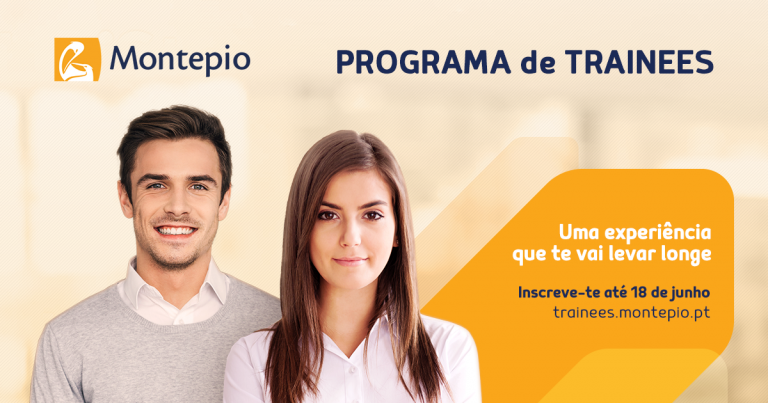 Montepio
PROGRAMA de TRAINEES
Uma experiência
que te vai levar longe
Inscreve-te até 18 de junho
trainees.montepio.pt